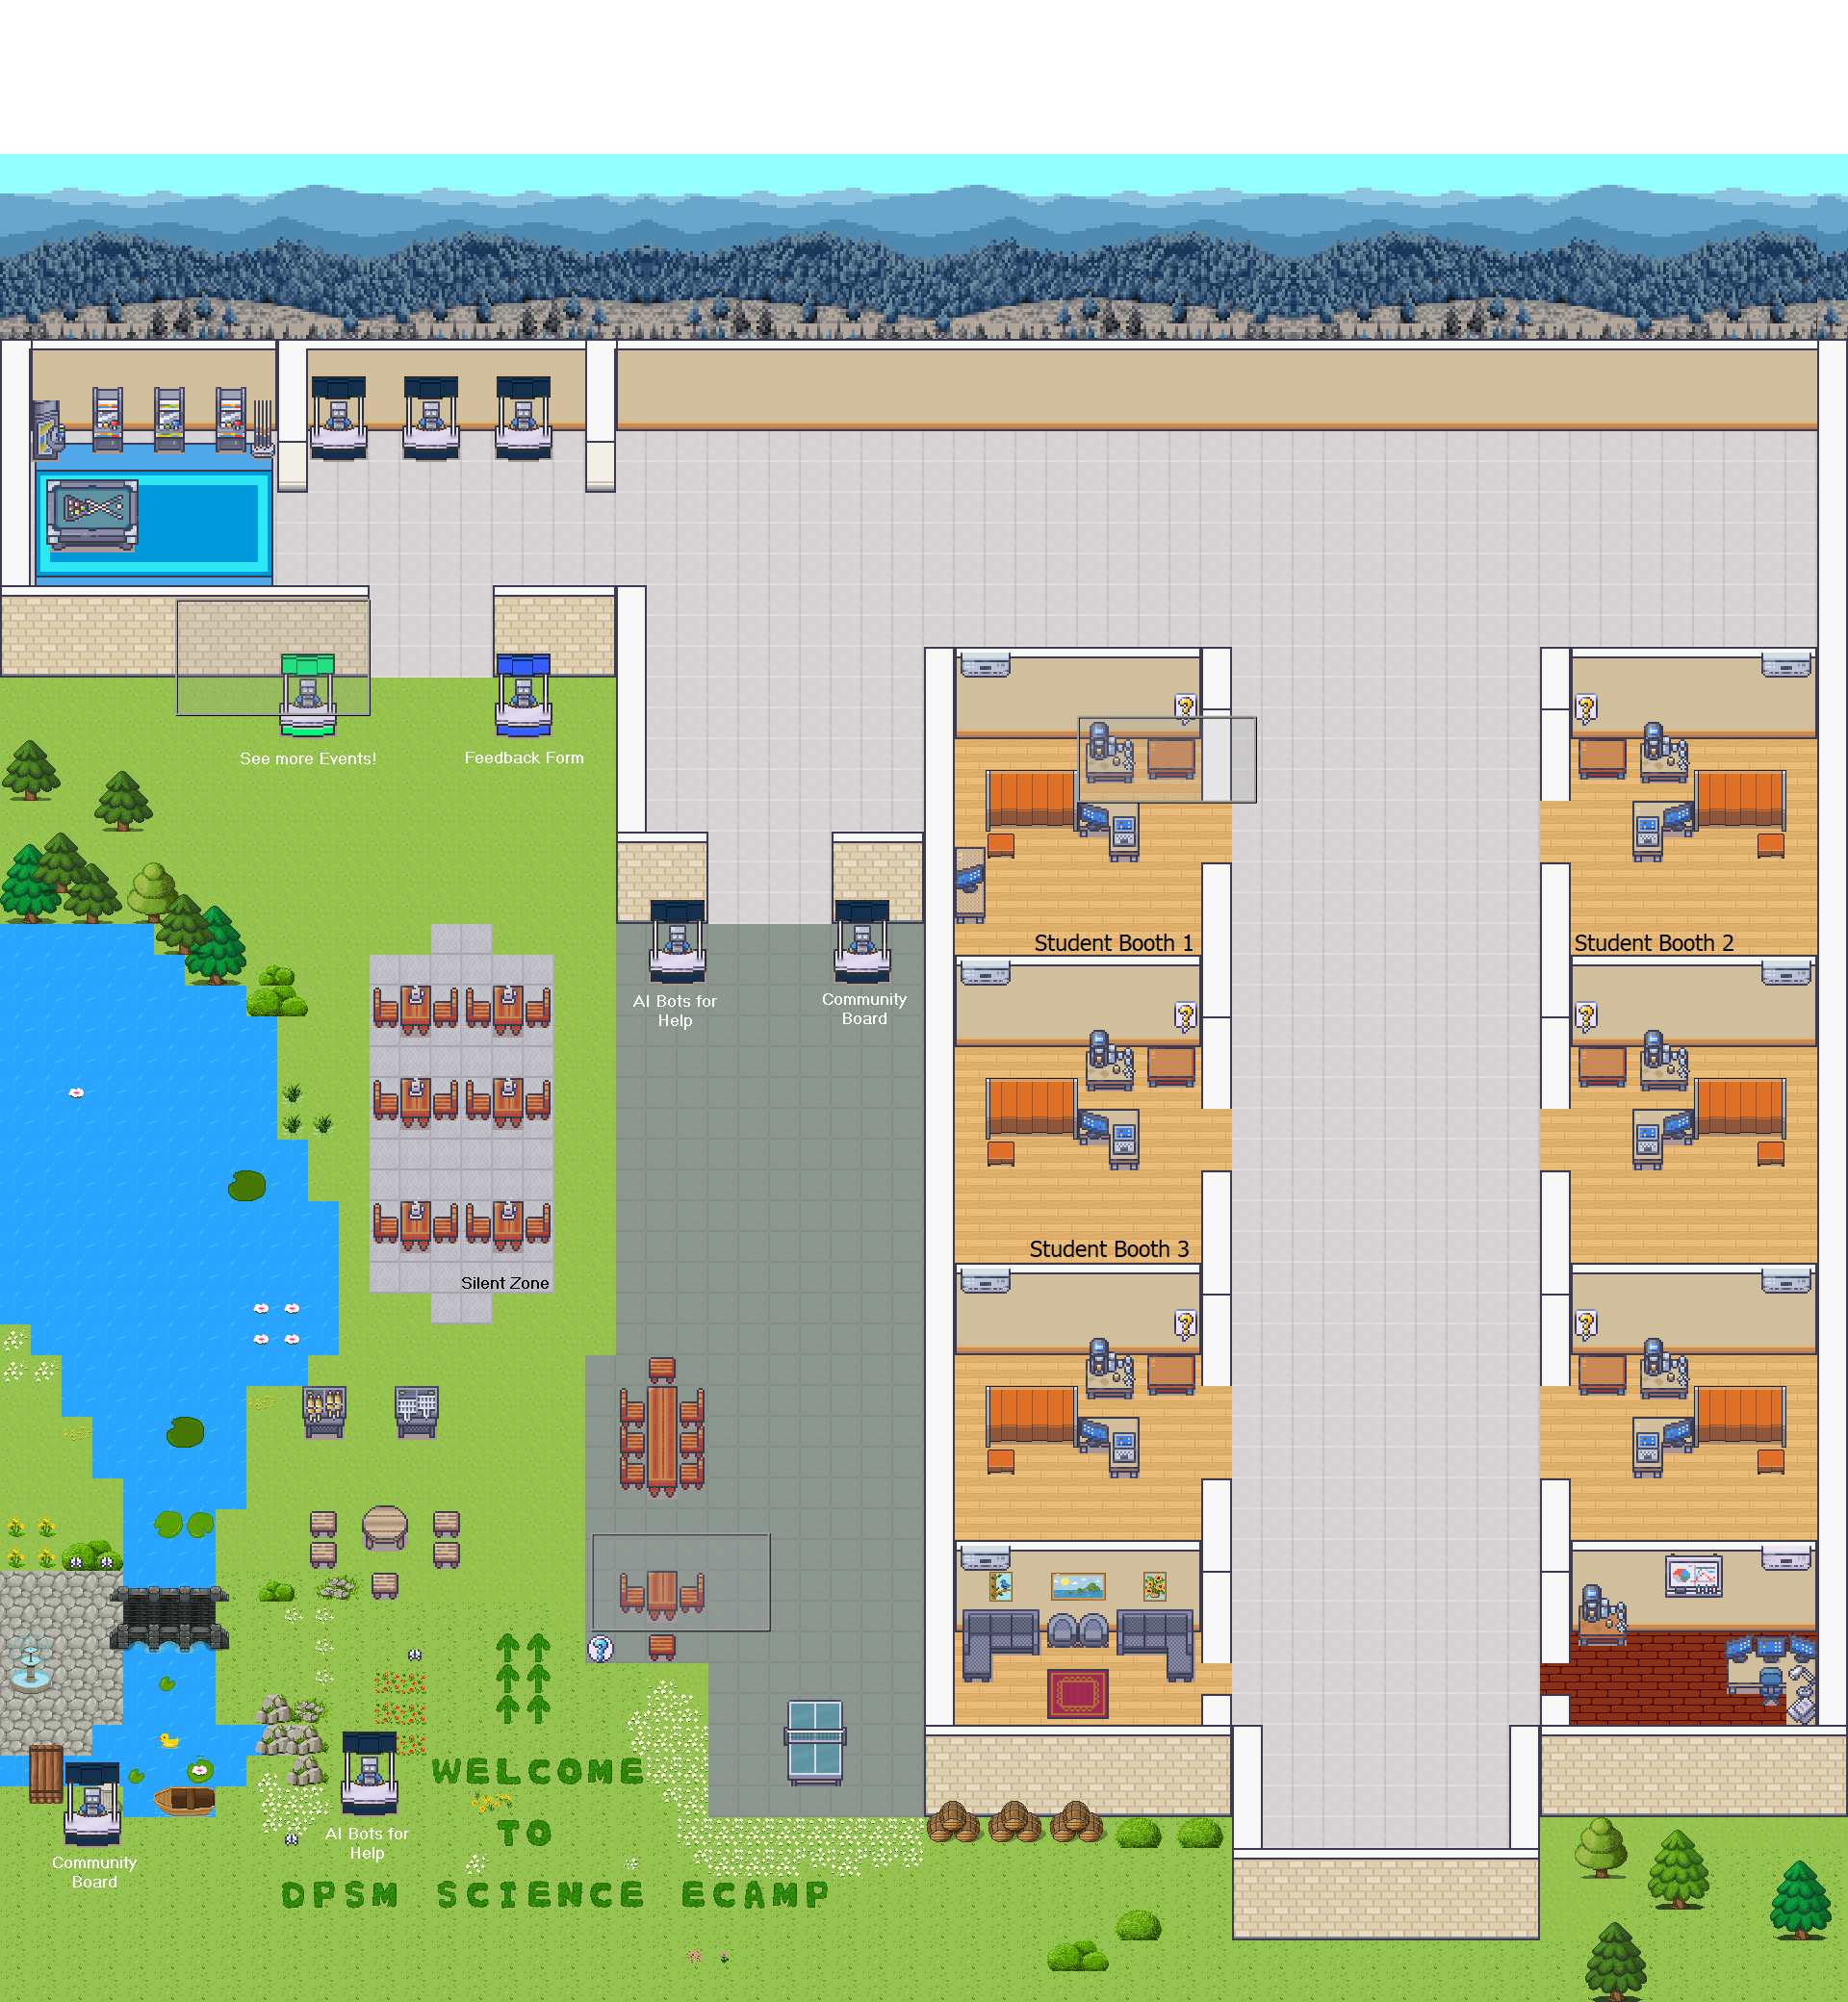 See more Events!
Feedback Form
Student Booth 1
Student Booth 2
AI Bots for
Help
Community
Board
Student Booth 3
Silent Zone
WELCOME
TO
AI Bots for
Help
Community
Board
DPSM SCIENCE ECAMP